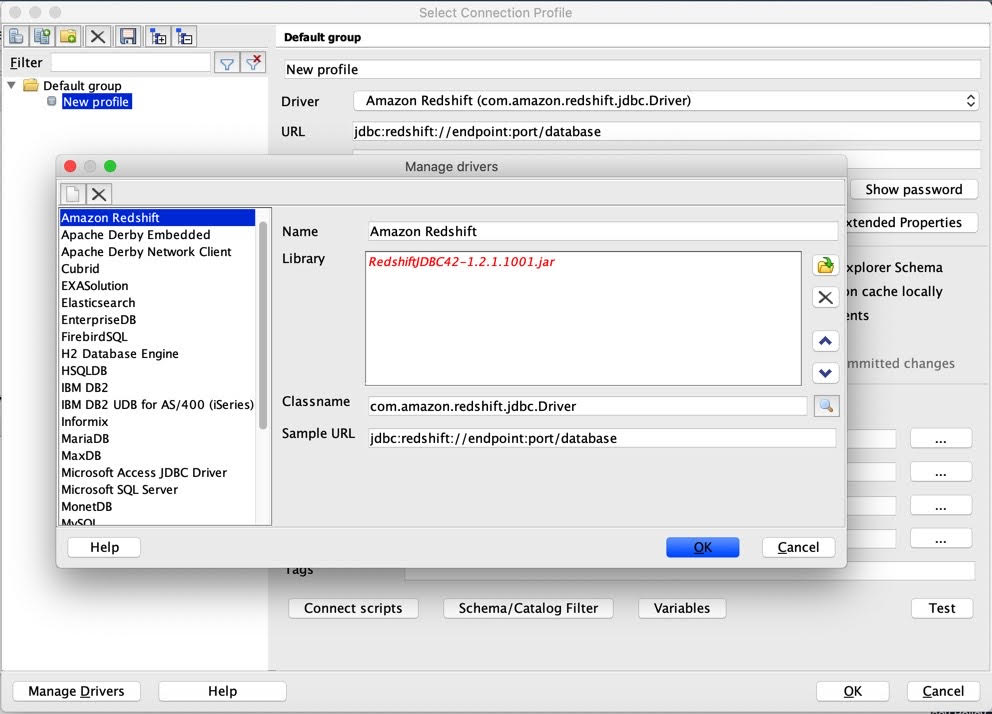 Select Connection Profile
Default group
Filter
Default group
New profile
New profile
Driver
Amazon Redshift (com.amazon.redshift.jdbc.Driver)
URL
jdbc:redshift://endpoint:port/database
Show password
xtended Properties
xplorer Schema
on cache locally
ents
mmitted changes
...
...
...
...
Manage drivers
Amazon Redshift
Apache Derby Embedded
Apache Derby Network Client
Cubrid
EXASolution
Elasticsearch
EnterpriseDB
FirebirdSQL
H2 Database Engine
HSQLDB
IBM DB2
IBM DB2 UDB for AS/400 (iSeries)
Informix
MariaDB
MaxDB
Microsoft Access JDBC Driver
Microsoft SQL Server
MonetDB
MySQL
Name
Amazon Redshift
Library
RedshiftJDBC42-1.2.1.1001.jar
Classname
com.amazon.redshift.jdbc.Driver
Sample URL
jdbc:redshift://endpoint:port/database
Help
OK
Cancel
Tags
Connect scripts
Schema/Catalog Filter
Variables
Test
Manage Drivers
Help
OK
Cancel